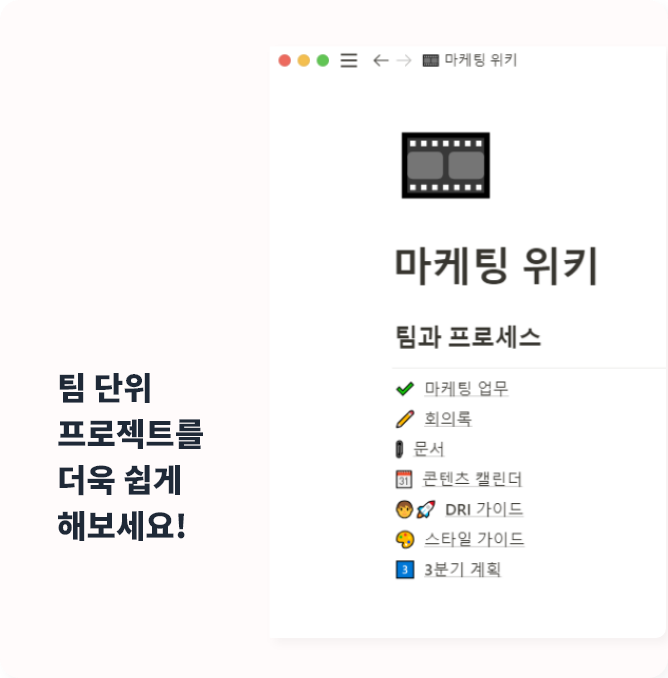 마케팅 위키
마케팅 위키
팀과 프로세스
마케팅 업무
회의록
문서
31
콘텐츠 캘린더
DRI 가이드
스타일 가이드
3
3분기 계획
팀 단위
프로젝트를
더욱 쉽게
해보세요!